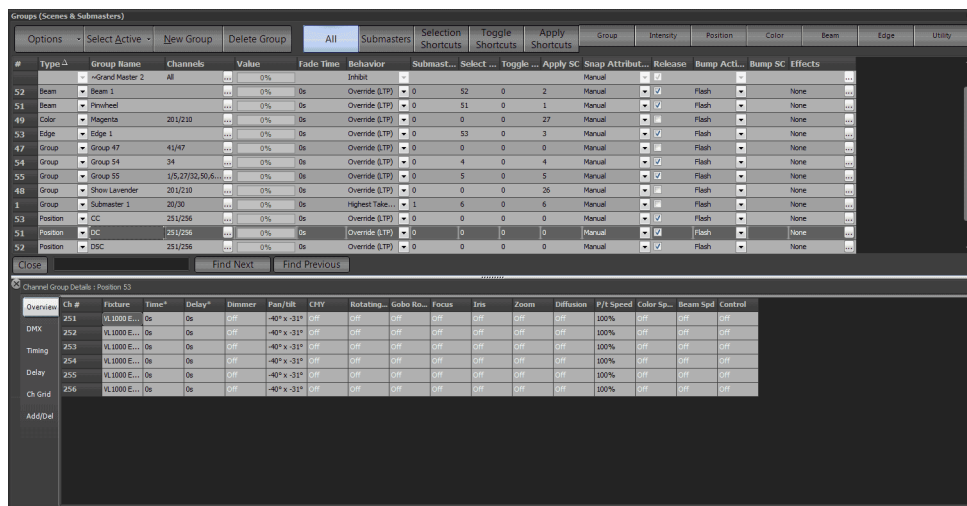 Groups (Scenes & Submasters)
Options Select Active New Group Delete Group All Submasters Selection Shortcuts Toggle Shortcuts Apply Shortcuts Group Intensity Position Color Beam Edge Utility
# Type Group Name Channels Value Fade Time Behavior Submast... Select ... Toggle ... Apply SC Snap Attribut... Release Bump Acti... Bump SC Effects
~Grand Master 2 All ... 0% Inhibit Manual ...
52 Beam Beam 1 ... 0% 0s Override (LTP) 0 52 0 2 Manual Flash None ...
51 Beam Pinwheel ... 0% 0s Override (LTP) 0 51 0 1 Manual Flash None ...
49 Color Magenta 201/210 ... 0% 0s Override (LTP) 0 0 0 27 Manual Flash None ...
53 Edge Edge 1 ... 0% 0s Override (LTP) 0 53 0 3 Manual Flash None ...
47 Group Group 47 41/47 ... 0% 0s Override (LTP) 0 0 0 0 Manual Flash None ...
54 Group Group 54 34 ... 0% 0s Override (LTP) 0 4 0 4 Manual Flash None ...
55 Group Group 55 1/5,27/32,50,6... ... 0% 0s Override (LTP) 0 5 0 5 Manual Flash None ...
48 Group Show Lavender 201/210 ... 0% 0s Override (LTP) 0 0 0 26 Manual Flash None ...
1 Group Submaster 1 20/30 ... 0% 0s Highest Take... 1 6 0 6 Manual Flash None ...
53 Position CC 251/256 ... 0% 0s Override (LTP) 0 0 0 0 Manual Flash None ...
51 Position DC 251/256 ... 0% 0s Override (LTP) 0 0 0 0 Manual Flash None ...
52 Position DSC 251/256 ... 0% 0s Override (LTP) 0 0 0 0 Manual Flash None ...
Close Find Next Find Previous
Channel Group Details : Position 53
Overview Ch # Fixture Time* Delay* Dimmer Pan/tilt CMY Rotating... Gobo Ro... Focus Iris Zoom Diffusion P/t Speed Color Sp... Beam Spd Control
251 VL1000 E... 0s 0s Off -40° x -31° Off Off Off Off Off Off Off 100% Off Off Off
DMX 252 VL1000 E... 0s 0s Off -40° x -31° Off Off Off Off Off Off Off 100% Off Off Off
Timing 253 VL1000 E... 0s 0s Off -40° x -31° Off Off Off Off Off Off Off 100% Off Off Off
254 VL1000 E... 0s 0s Off -40° x -31° Off Off Off Off Off Off Off 100% Off Off Off
Delay 255 VL1000 E... 0s 0s Off -40° x -31° Off Off Off Off Off Off Off 100% Off Off Off
Ch Grid 256 VL1000 E... 0s 0s Off -40° x -31° Off Off Off Off Off Off Off 100% Off Off Off
Add/Del